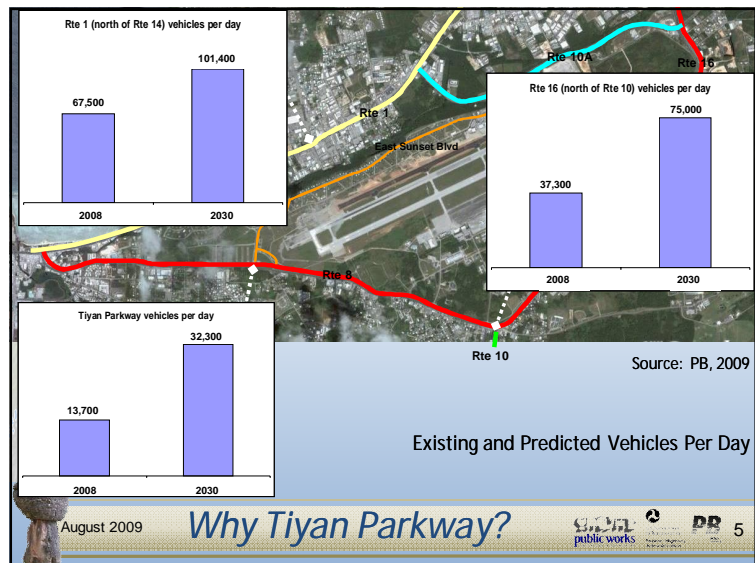 Rte 1 (north of Rte 14) vehicles per day
101,400
67,500
2008 2030
Rte 10A
Rte 16
Rte 16 (north of Rte 10) vehicles per day
75,000
37,300
2008 2030
Rte 1
East Sunset Blvd
Rte 8
Tiyan Parkway vehicles per day
32,300
13,700
2008 2030
Rte 10
Source: PB, 2009
Existing and Predicted Vehicles Per Day
August 2009
Why Tiyan Parkway?
public works
PB
5